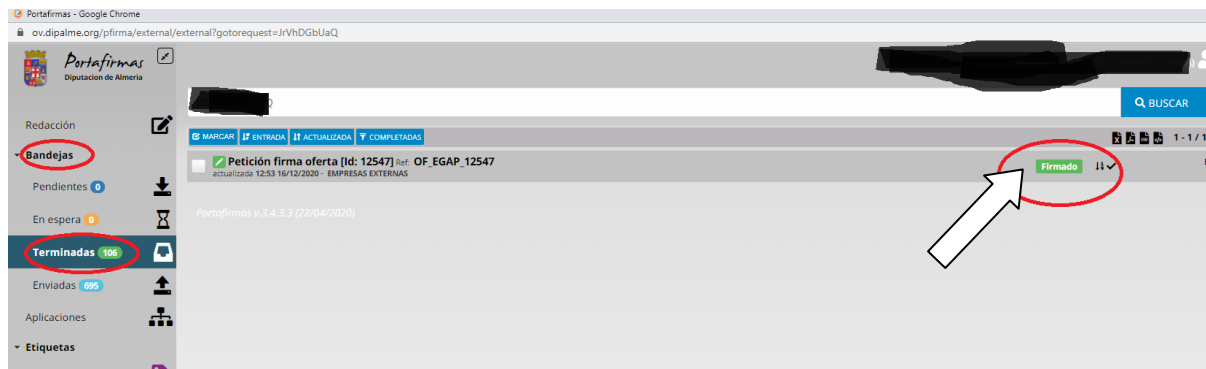 Portafirmas - Google Chrome
ov.dipalme.org/pfirma/external/external?gotorequest=JrVhDGbUaQ
Portafirmas
Diputacion de Almeria
BUSCAR
Redacción
MARCAR ENTRADA ACTUALIZADA COMPLETADAS
1 - 1 / 1
Bandejas
Petición firma oferta [Id: 12547] Ref: OF_EGAP_12547
actualizada 12:53 16/12/2020 - EMPRESAS EXTERNAS
Firmado
Pendientes 0
En espera 0
Portafirmas v.3.4.3.3 (22/04/2020)
Terminadas 106
Enviadas 695
Aplicaciones
Etiquetas